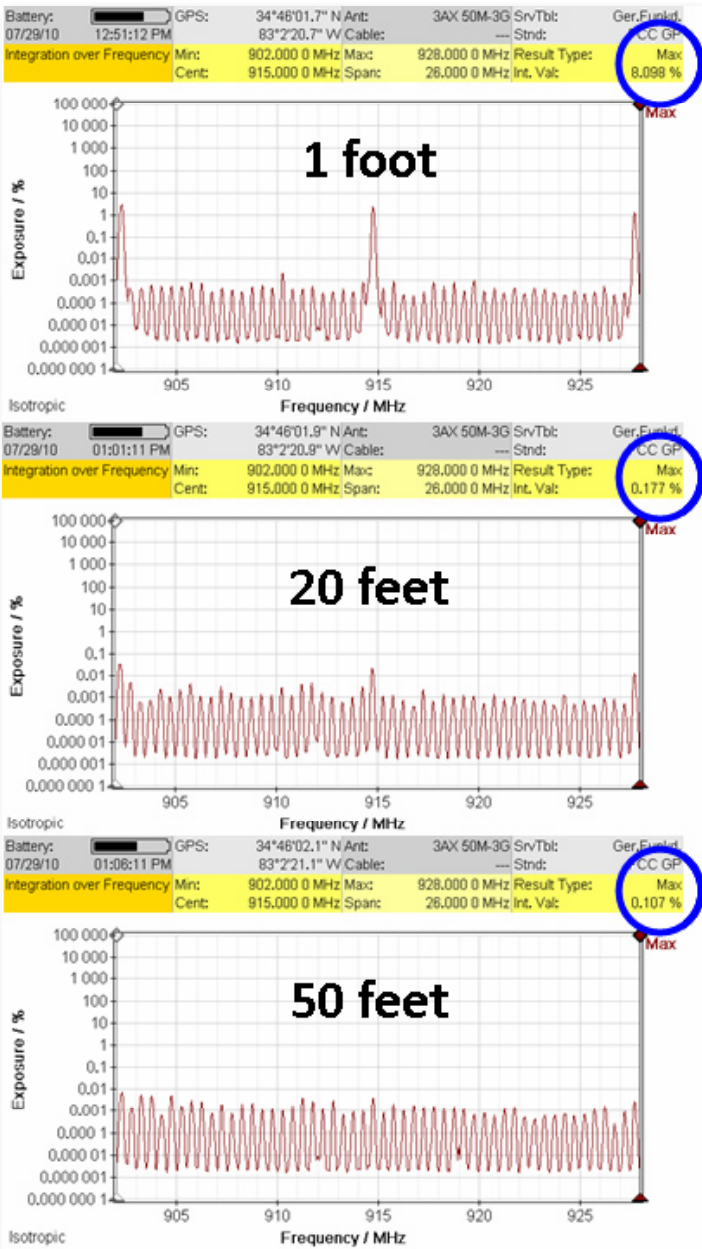 Battery: GPS: 34°46'01.7" N Ant: 3AX 50M-3G SrvTbl: Ger.Funkd.
07/29/10 12:51:12 PM 83°2'20.7" W Cable: --- Stnd: CC GP
Integration over Frequency Min: 902.000 0 MHz Max: 928.000 0 MHz Result Type: Max
Cent: 915.000 0 MHz Span: 26.000 0 MHz Int. Val: 8.098 %
100 000
Max
10 000
1 000
1 foot
100
10
1
0.1
0.01
0.001
0.000 1
0.000 01
0.000 001
0.000 000 1
Exposure / %
905 910 915 920 925
Isotropic Frequency / MHz
Battery: GPS: 34°46'01.9" N Ant: 3AX 50M-3G SrvTbl: Ger.Funkd.
07/29/10 01:01:11 PM 83°2'20.9" W Cable: --- Stnd: CC GP
Integration over Frequency Min: 902.000 0 MHz Max: 928.000 0 MHz Result Type: Max
Cent: 915.000 0 MHz Span: 26.000 0 MHz Int. Val: 0.177 %
100 000
Max
10 000
1 000
20 feet
100
10
1
0.1
0.01
0.001
0.000 1
0.000 01
0.000 001
0.000 000 1
Exposure / %
905 910 915 920 925
Isotropic Frequency / MHz
Battery: GPS: 34°46'02.1" N Ant: 3AX 50M-3G SrvTbl: Ger.Funkd.
07/29/10 01:06:11 PM 83°2'21.1" W Cable: --- Stnd: CC GP
Integration over Frequency Min: 902.000 0 MHz Max: 928.000 0 MHz Result Type: Max
Cent: 915.000 0 MHz Span: 26.000 0 MHz Int. Val: 0.107 %
100 000
Max
10 000
1 000
50 feet
100
10
1
0.1
0.01
0.001
0.000 1
0.000 01
0.000 001
0.000 000 1
Exposure / %
905 910 915 920 925
Isotropic Frequency / MHz